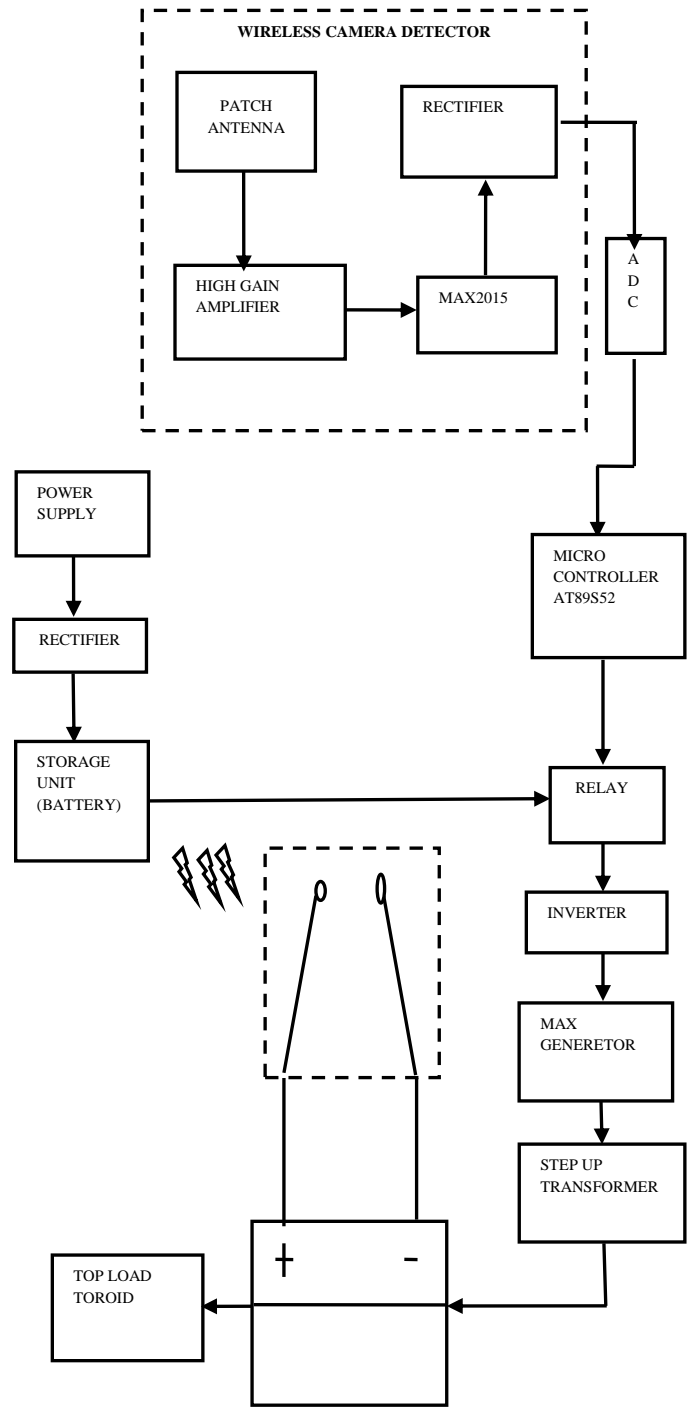 WIRELESS CAMERA DETECTOR
PATCH
ANTENNA
RECTIFIER
HIGH GAIN
AMPLIFIER
MAX2015
A
D
C
POWER
SUPPLY
RECTIFIER
STORAGE
UNIT
(BATTERY)
MICRO
CONTROLLER
AT89S52
RELAY
INVERTER
MAX
GENERETOR
STEP UP
TRANSFORMER
+ -
TOP LOAD
TOROID